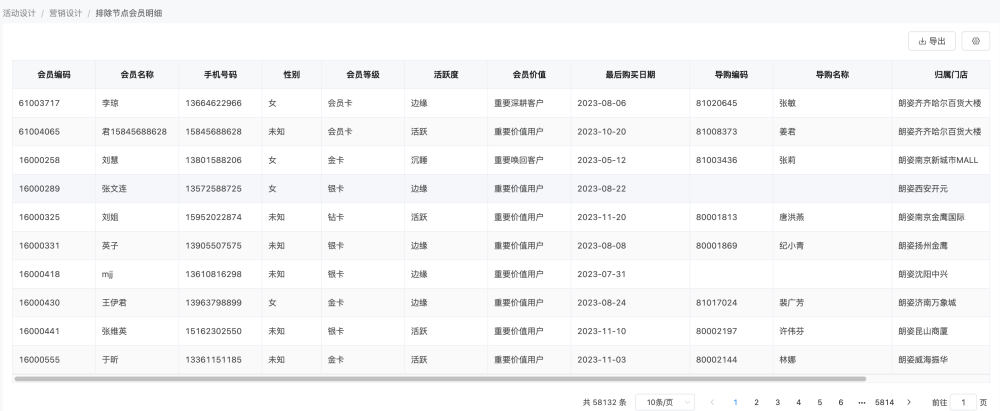 活动设计 / 营销设计 / 排除节点会员明细
导出
会员编码 会员名称 手机号码 性别 会员等级 活跃度 会员价值 最后购买日期 导购编码 导购名称 归属门店
61003717 李琼 13664622966 女 会员卡 边缘 重要深耕客户 2023-08-06 81020645 张敏 朗姿齐齐哈尔百货大楼
61004065 君15845688628 15845688628 未知 会员卡 活跃 重要价值用户 2023-10-20 81008373 姜君 朗姿齐齐哈尔百货大楼
16000258 刘慧 13801588206 女 金卡 沉睡 重要唤回客户 2023-05-12 81003436 张莉 朗姿南京新城市MALL
16000289 张文连 13572588725 女 银卡 边缘 重要价值用户 2023-08-22 朗姿西安开元
16000325 刘姐 15952022874 未知 钻卡 活跃 重要价值用户 2023-11-20 80001813 唐洪燕 朗姿南京金鹰国际
16000331 英子 13905507575 未知 银卡 边缘 重要价值用户 2023-08-08 80001869 纪小青 朗姿扬州金鹰
16000418 mjj 13610816298 未知 银卡 边缘 重要价值用户 2023-07-31 朗姿沈阳中兴
16000430 王伊君 13963798899 女 金卡 边缘 重要价值用户 2023-08-24 81017024 裴广芳 朗姿济南万象城
16000441 张维英 15162302550 未知 银卡 活跃 重要价值用户 2023-11-10 80002197 许伟芬 朗姿昆山商厦
16000555 于昕 13361151185 未知 金卡 活跃 重要价值用户 2023-11-03 80002144 林娜 朗姿威海振华
共 58132 条 10条/页 1 2 3 4 5 6 ••• 5814 前往 1 页